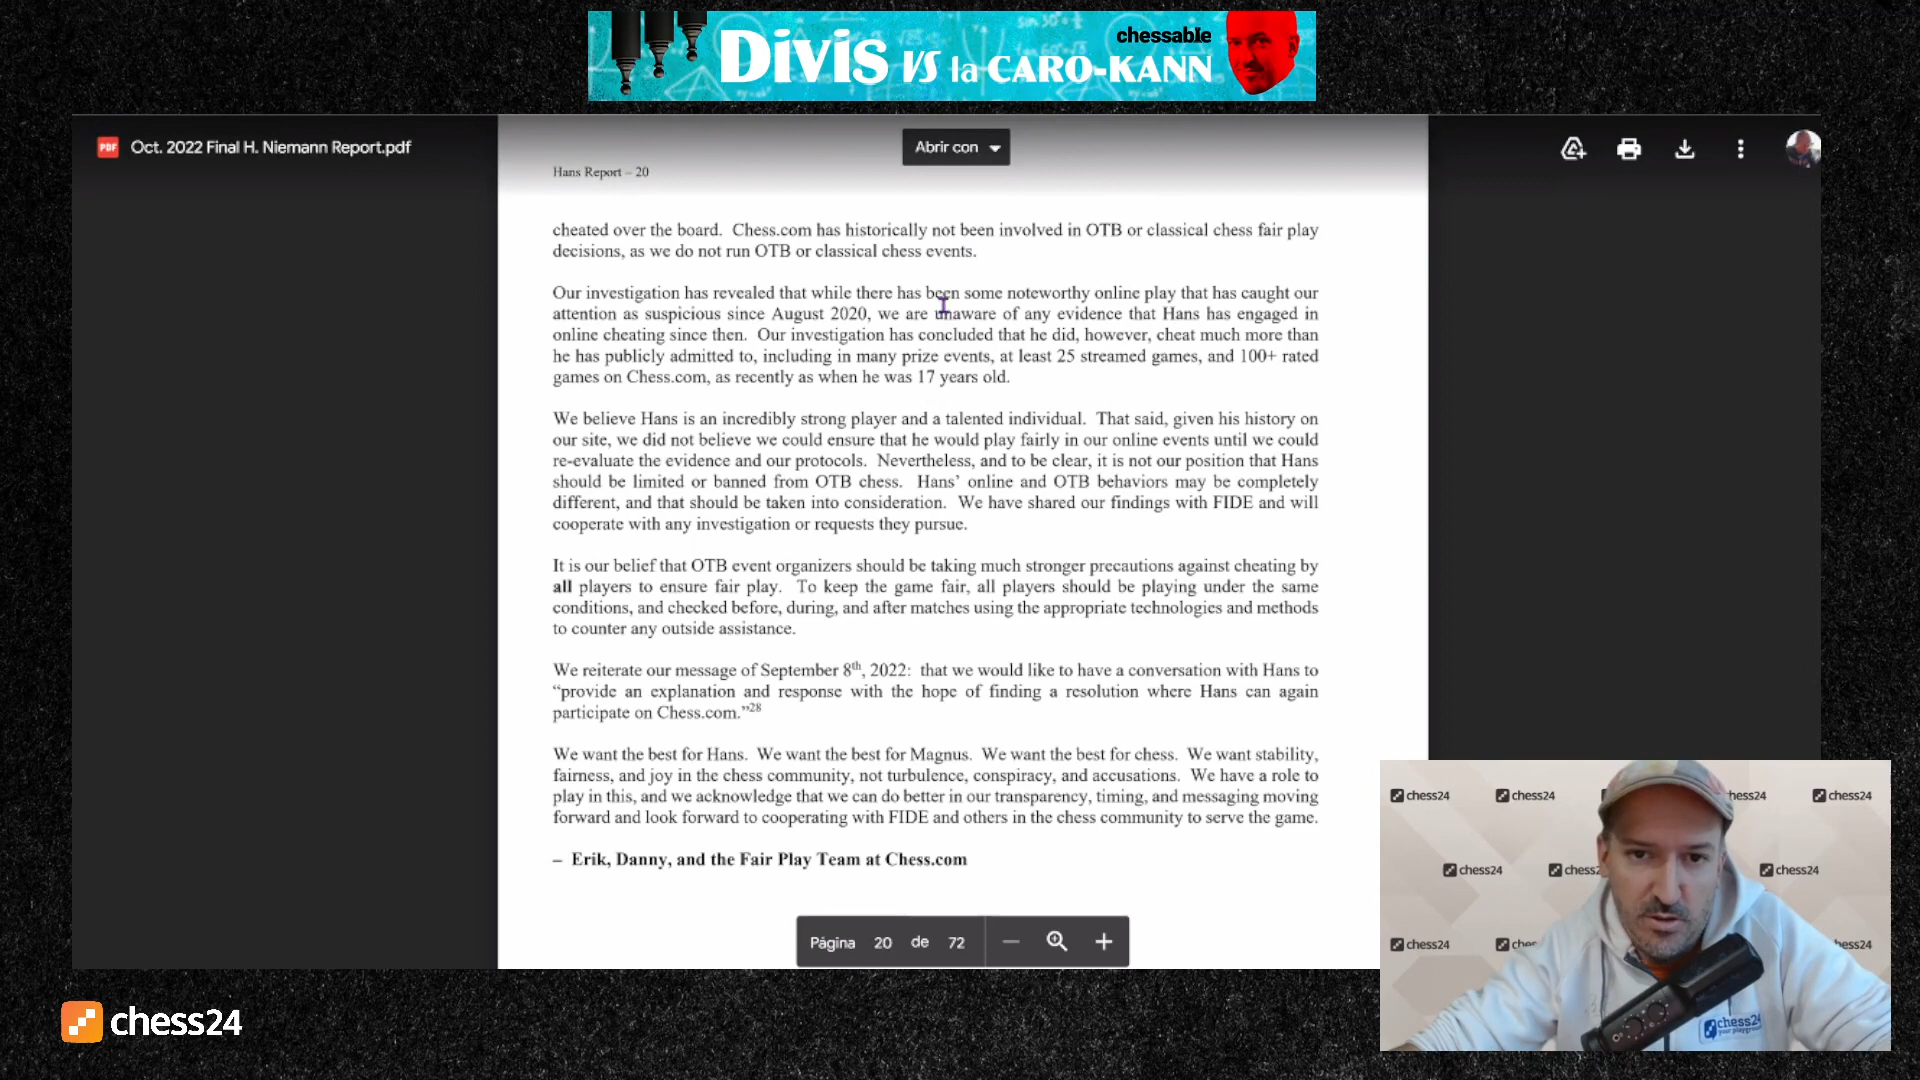 chessable
Divis vs la CARO-KANN
Oct. 2022 Final H. Niemann Report.pdf
Abrir con
Hans Report – 20
cheated over the board. Chess.com has historically not been involved in OTB or classical chess fair play
decisions, as we do not run OTB or classical chess events.
Our investigation has revealed that while there has been some noteworthy online play that has caught our
attention as suspicious since August 2020, we are unaware of any evidence that Hans has engaged in
online cheating since then. Our investigation has concluded that he did, however, cheat much more than
he has publicly admitted to, including in many prize events, at least 25 streamed games, and 100+ rated
games on Chess.com, as recently as when he was 17 years old.
We believe Hans is an incredibly strong player and a talented individual. That said, given his history on
our site, we did not believe we could ensure that he would play fairly in our online events until we could
re-evaluate the evidence and our protocols. Nevertheless, and to be clear, it is not our position that Hans
should be limited or banned from OTB chess. Hans’ online and OTB behaviors may be completely
different, and that should be taken into consideration. We have shared our findings with FIDE and will
cooperate with any investigation or requests they pursue.
It is our belief that OTB event organizers should be taking much stronger precautions against cheating by
all players to ensure fair play. To keep the game fair, all players should be playing under the same
conditions, and checked before, during, and after matches using the appropriate technologies and methods
to counter any outside assistance.
We reiterate our message of September 8th, 2022: that we would like to have a conversation with Hans to
“provide an explanation and response with the hope of finding a resolution where Hans can again
participate on Chess.com.”28
We want the best for Hans. We want the best for Magnus. We want the best for chess. We want stability,
fairness, and joy in the chess community, not turbulence, conspiracy, and accusations. We have a role to
play in this, and we acknowledge that we can do better in our transparency, timing, and messaging moving
forward and look forward to cooperating with FIDE and others in the chess community to serve the game.
– Erik, Danny, and the Fair Play Team at Chess.com
Página 20 de 72
chess24 chess24 hess24 chess24
chess24 chess2 chess24
chess24 ches ess24
chess24
chess24